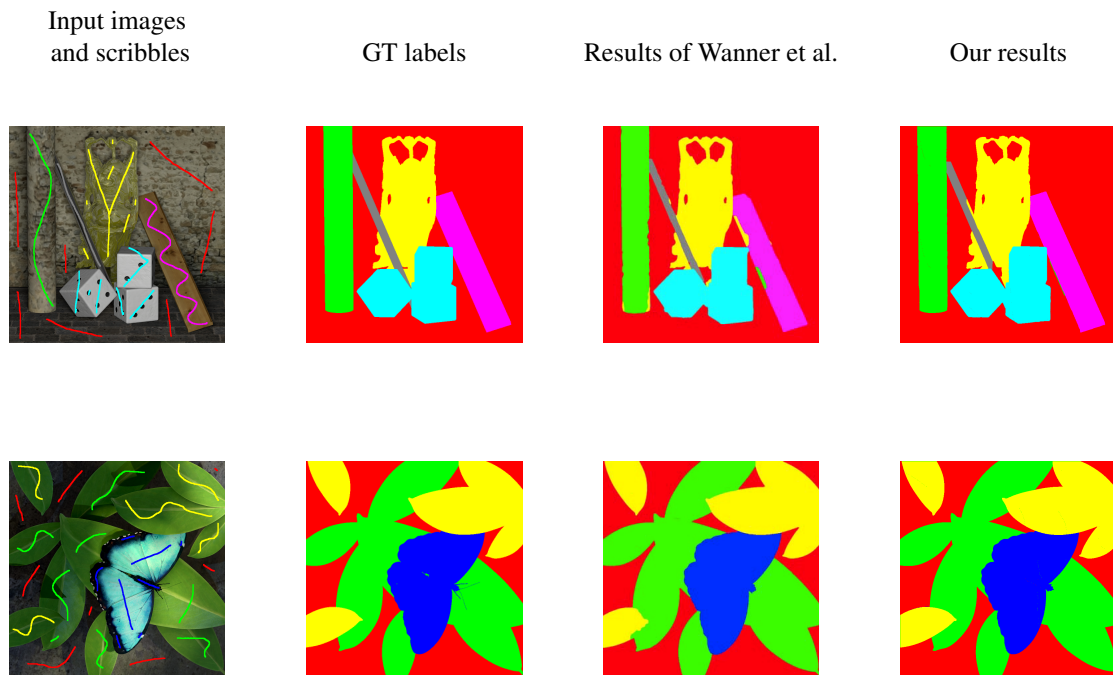 Input images
and scribbles
GT labels
Results of Wanner et al.
Our results